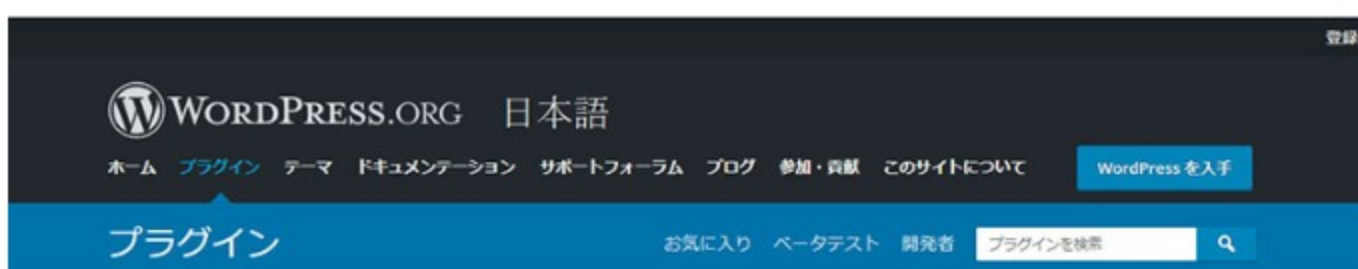 登録
WORDPRESS.ORG 日本語
ホーム プラグイン テーマ ドキュメンテーション サポートフォーラム ブログ 参加・貢献 このサイトについて WordPress を入手
プラグイン お気に入り ベータテスト 開発者 プラグインを検索